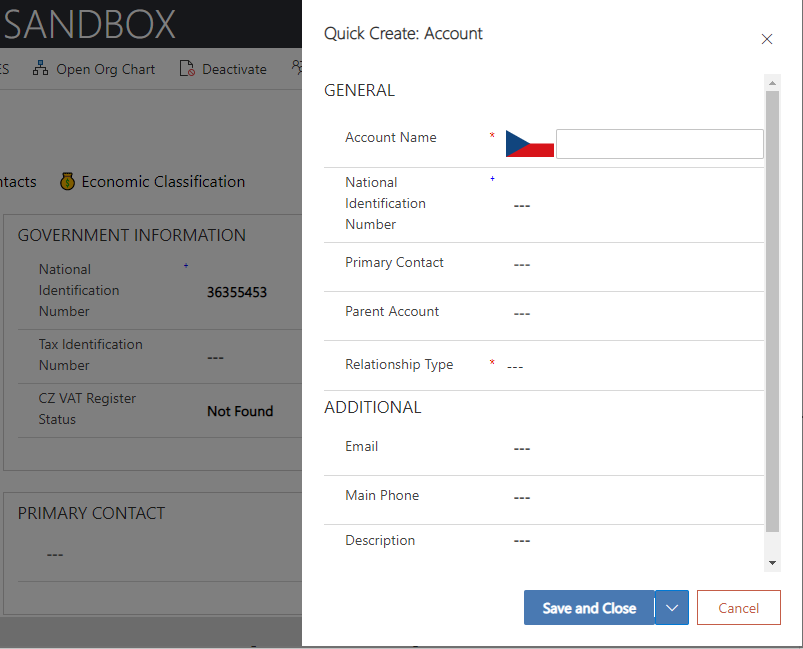 SANDBOX
ES
Open Org Chart
Deactivate
ntacts
Economic Classification
GOVERNMENT INFORMATION
National
Identification
Number
+
36355453
Tax Identification
Number
---
CZ VAT Register
Status
Not Found
PRIMARY CONTACT
---
Quick Create: Account
GENERAL
Account Name
*
National
Identification
Number
+
---
Primary Contact
---
Parent Account
---
Relationship Type
*
---
ADDITIONAL
Email
---
Main Phone
---
Description
---
Save and Close
Cancel